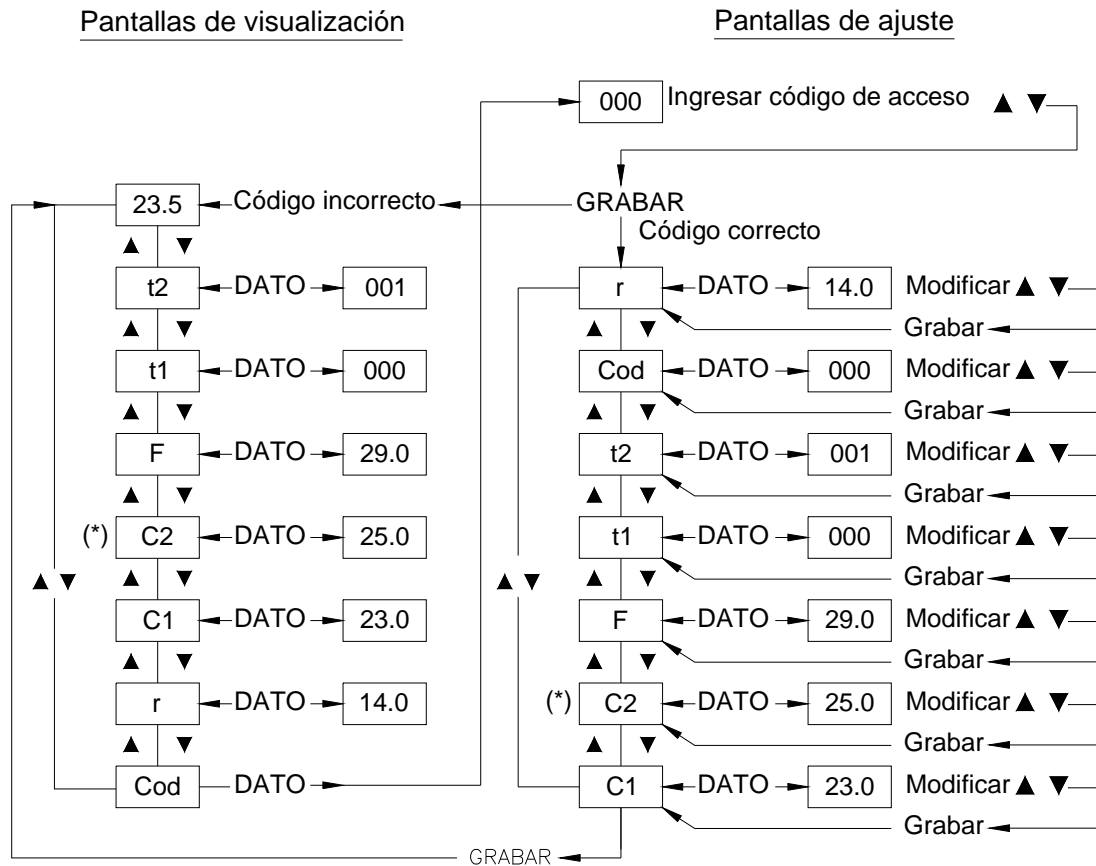 Pantallas de visualización
Pantallas de ajuste
000 Ingresar código de acceso ▲ ▼
23.5 Código incorrecto GRABAR
Código correcto
▲ ▼
t2 DATO 001
▲ ▼
t1 DATO 000
▲ ▼
F DATO 29.0
▲ ▼
(*) C2 DATO 25.0
▲ ▼
▲ ▼
C1 DATO 23.0
▲ ▼
r DATO 14.0
▲ ▼
Cod DATO
r DATO 14.0 Modificar ▲ ▼
▲ ▼ Grabar
Cod DATO 000 Modificar ▲ ▼
▲ ▼ Grabar
t2 DATO 001 Modificar ▲ ▼
▲ ▼ Grabar
t1 DATO 000 Modificar ▲ ▼
▲ ▼
▲ ▼ Grabar
F DATO 29.0 Modificar ▲ ▼
▲ ▼ Grabar
(*) C2 DATO 25.0 Modificar ▲ ▼
▲ ▼ Grabar
C1 DATO 23.0 Modificar ▲ ▼
Grabar
GRABAR